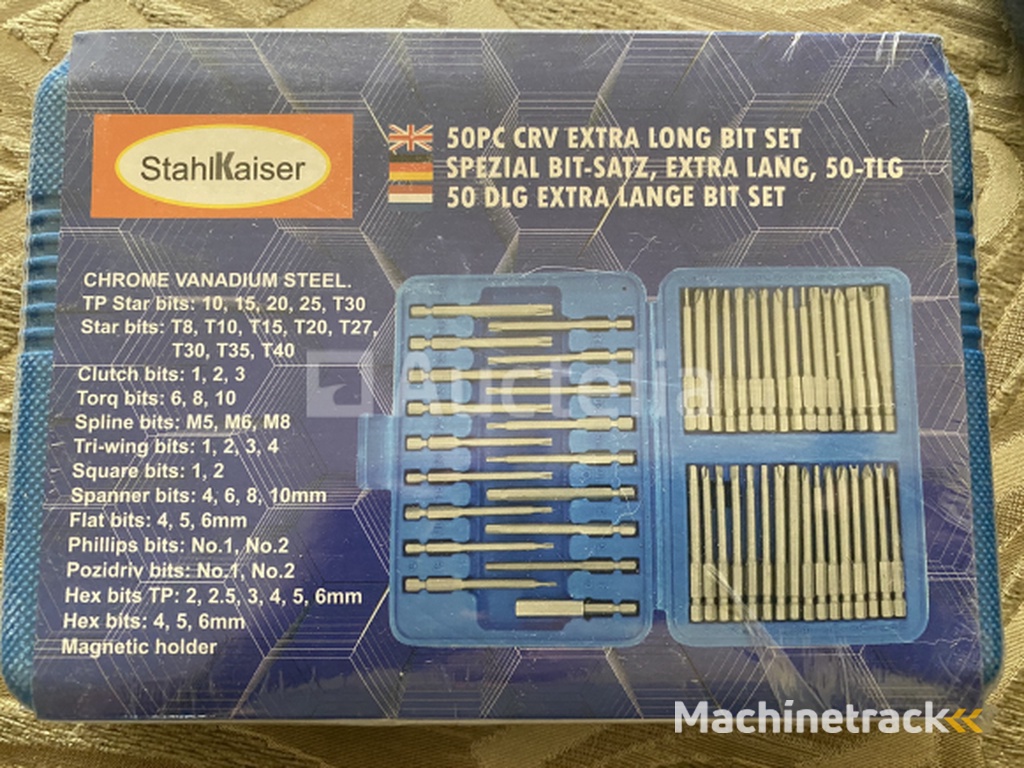 StahlKaiser
50PC CRV EXTRA LONG BIT SET
SPEZIAL BIT-SATZ, EXTRA LANG, 50-TLG
50 DLG EXTRA LANGE BIT SET
CHROME VANADIUM STEEL.
TP Star bits: 10, 15, 20, 25, T30
Star bits: T8, T10, T15, T20, T27,
T30, T35, T40
Clutch bits: 1, 2, 3
Torq bits: 6, 8, 10
Spline bits: M5, M6, M8
Tri-wing bits: 1, 2, 3, 4
Square bits: 1, 2
Spanner bits: 4, 6, 8, 10mm
Flat bits: 4, 5, 6mm
Phillips bits: No.1, No.2
Pozidriv bits: No.1, No.2
Hex bits TP: 2, 2.5, 3, 4, 5, 6mm
Hex bits: 4, 5, 6mm
Magnetic holder
Auctelia
Machinetrack